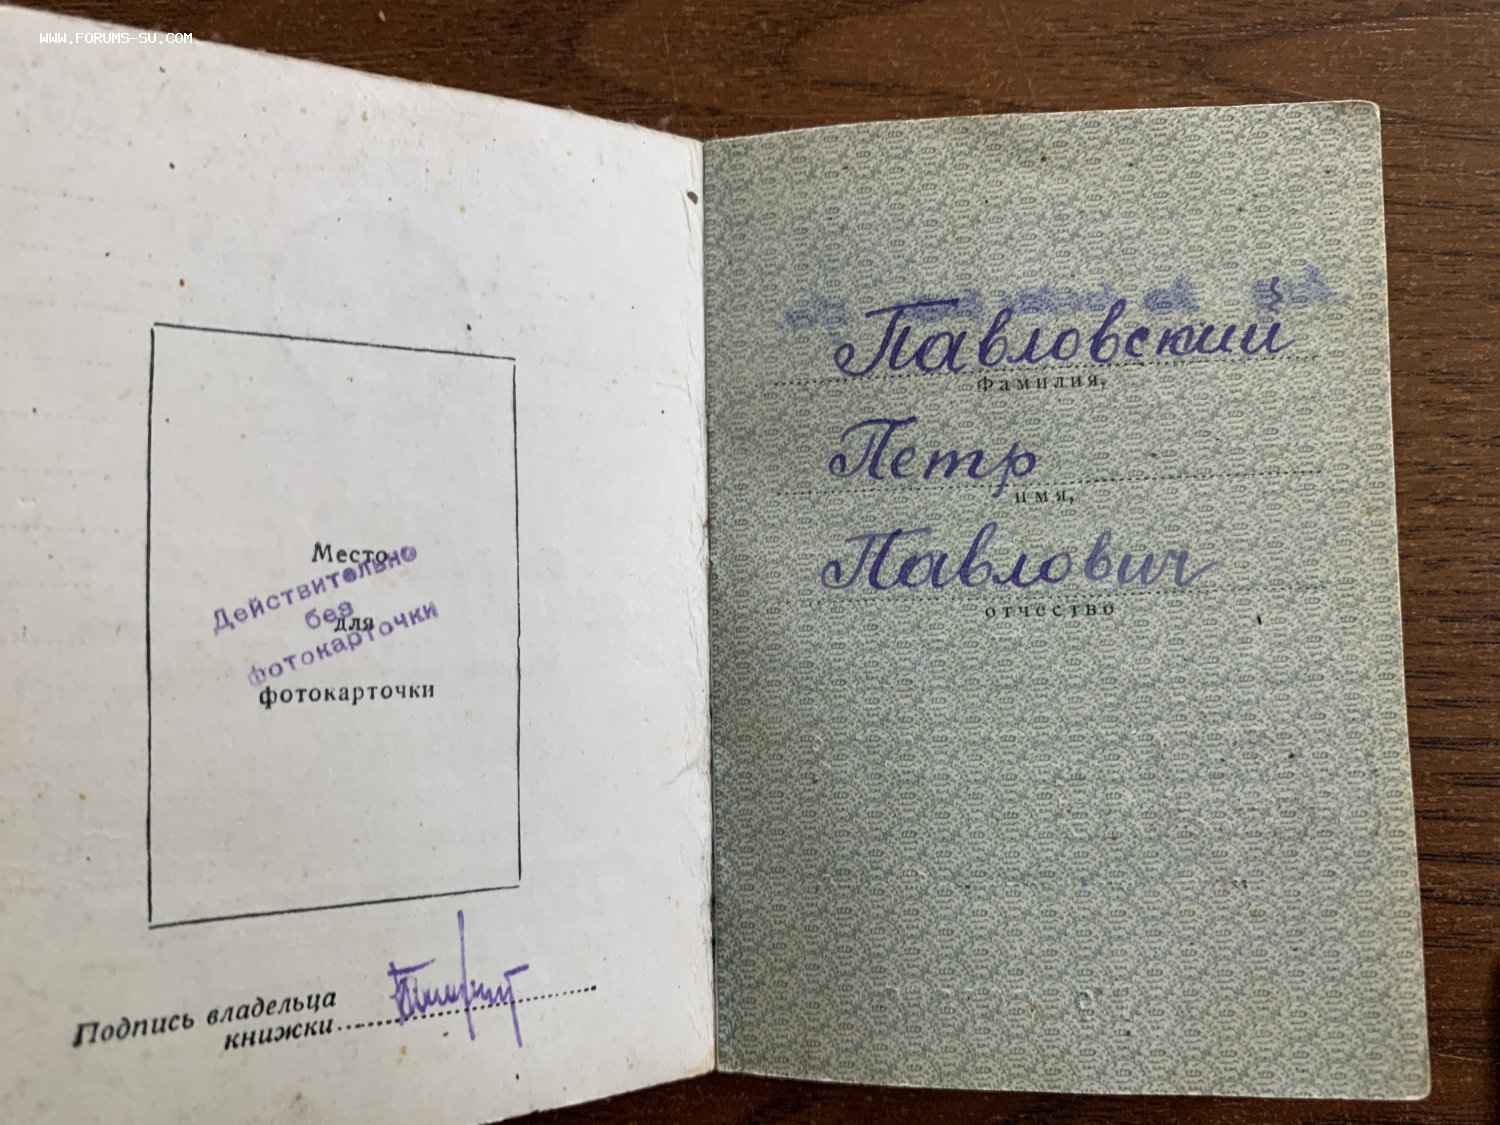 WWW.FORUMS-SU.COM
Место
для
фотокарточки
Действительно
без
фотокарточки
Подпись владельца
книжки
Павловский
Фамилия,
Петр
имя,
Павлович
отчество